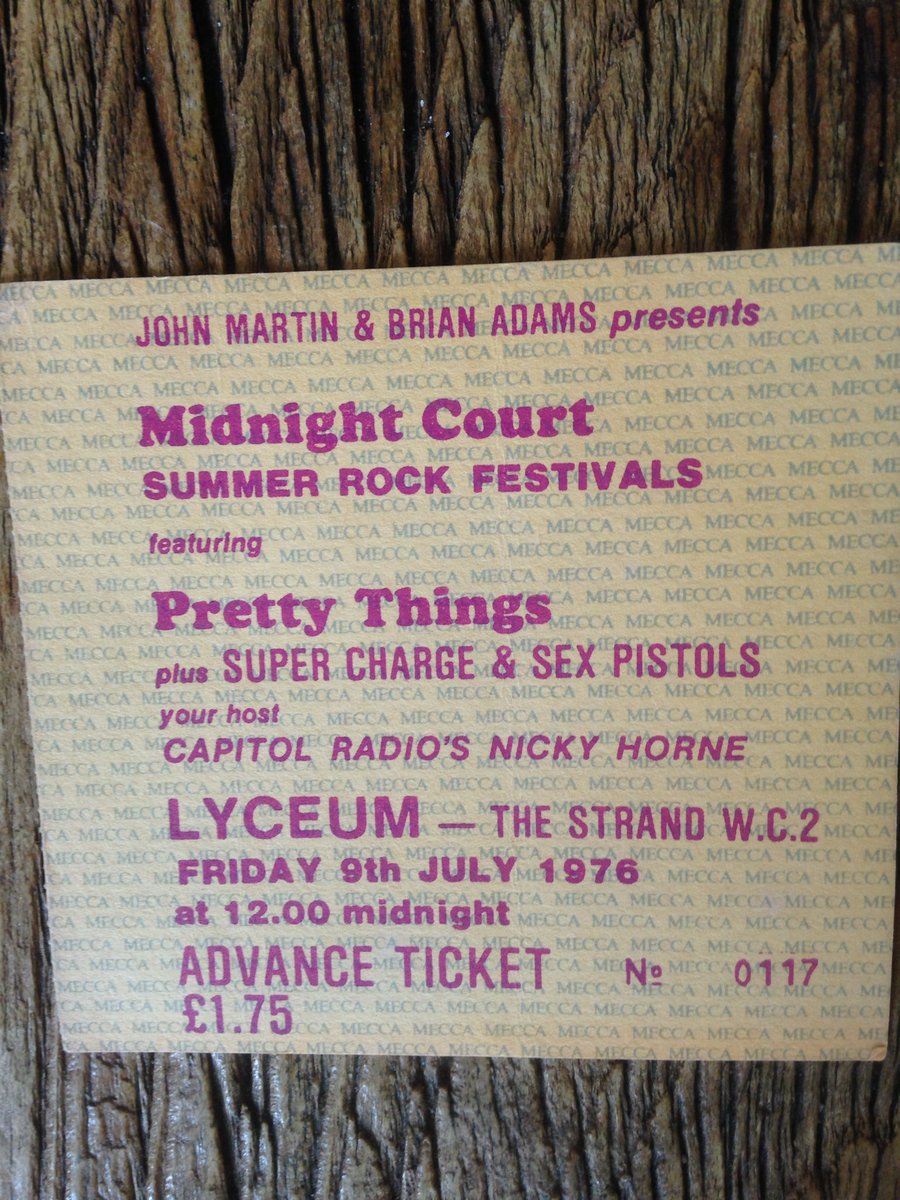 JOHN MARTIN & BRIAN ADAMS presents
Midnight Court
SUMMER ROCK FESTIVALS
featuring
Pretty Things
plus SUPER CHARGE & SEX PISTOLS
your host
CAPITOL RADIO'S NICKY HORNE
LYCEUM — THE STRAND W.C.2
FRIDAY 9th JULY 1976
at 12.00 midnight
ADVANCE TICKET Nº 0117
£1.75
MECCA